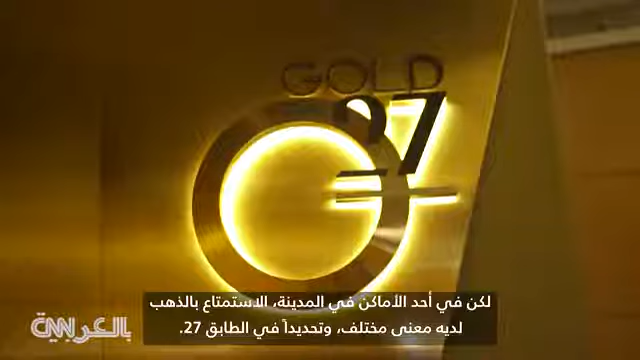 GOLD
27
لكن في أحد الأماكن في المدينة، الاستمتاع بالذهب
لديه معنى مختلف، وتحديداً في الطابق 27.
CNN بالعربية